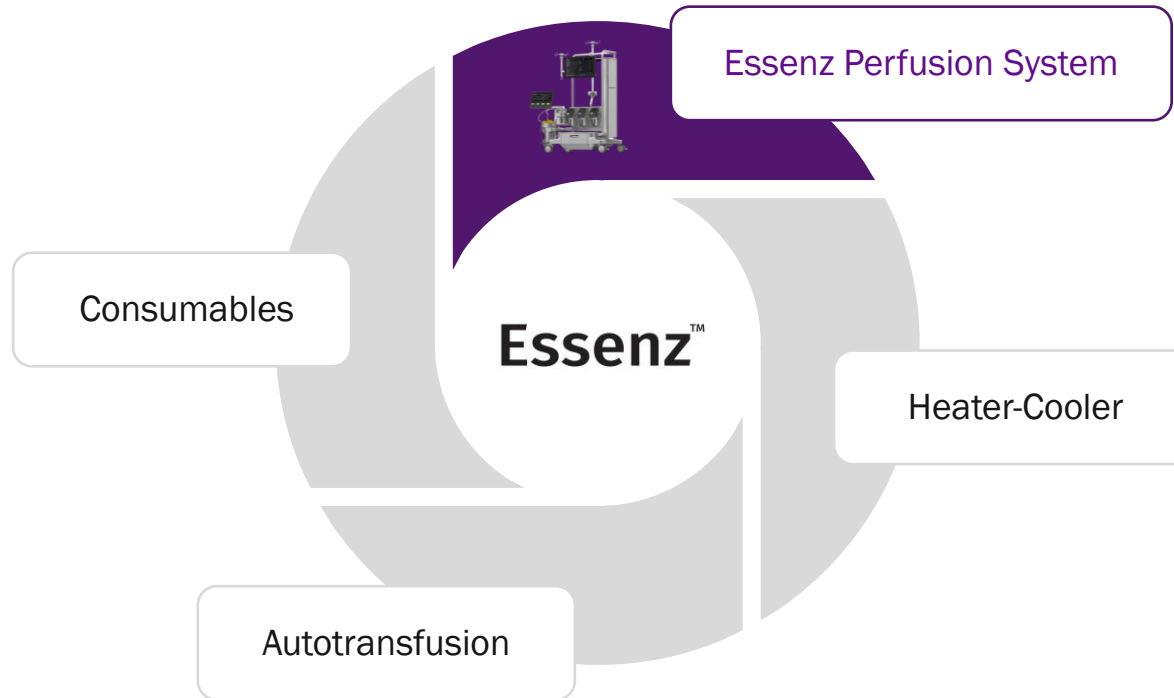 Essenz Perfusion System
Consumables
Essenz™
Heater-Cooler
Autotransfusion